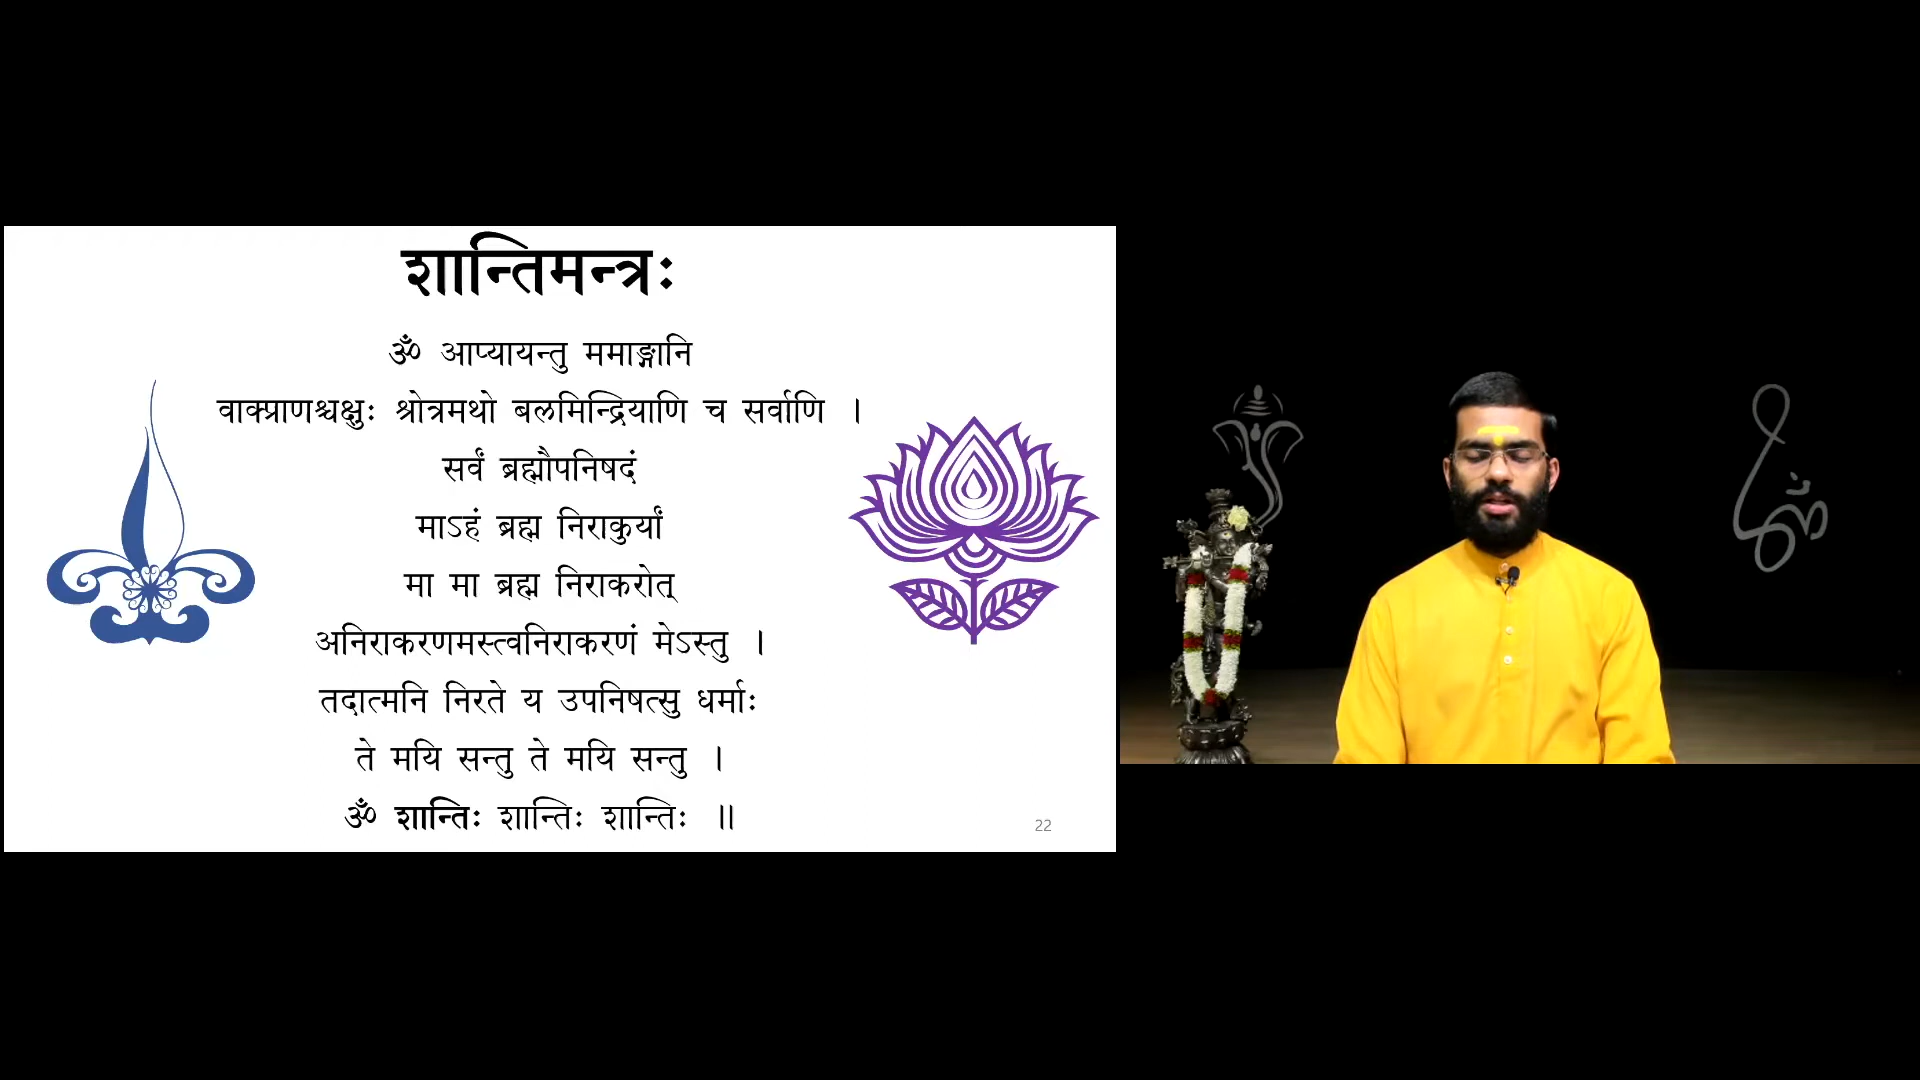 शान्तिमन्त्रः
ॐ आप्यायन्तु ममाङ्गानि
वाक्प्राणश्चक्षुः श्रोत्रमथो बलमिन्द्रियाणि च सर्वाणि ।
सर्वं ब्रह्मौपनिषदं
माऽहं ब्रह्म निराकुर्यां
मा मा ब्रह्म निराकरोत्
अनिराकरणमस्त्वनिराकरणं मेऽस्तु ।
तदात्मनि निरते य उपनिषत्सु धर्माः
ते मयि सन्तु ते मयि सन्तु ।
ॐ शान्तिः शान्तिः शान्तिः ॥
22